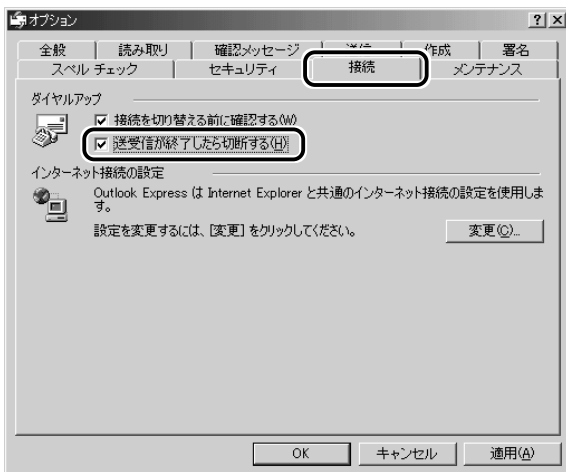 オプション
全般
読み取り
確認メッセージ
作成
署名
スペル チェック
セキュリティ
接続
メンテナンス
ダイヤルアップ
接続を切り替える前に確認する(W)
送受信が終了したら切断する(H)
インターネット接続の設定
Outlook Express は Internet Explorer と共通のインターネット接続の設定を使用しま
す。
設定を変更するには、[変更] をクリックしてください。
変更(C)...
OK
キャンセル
適用(A)